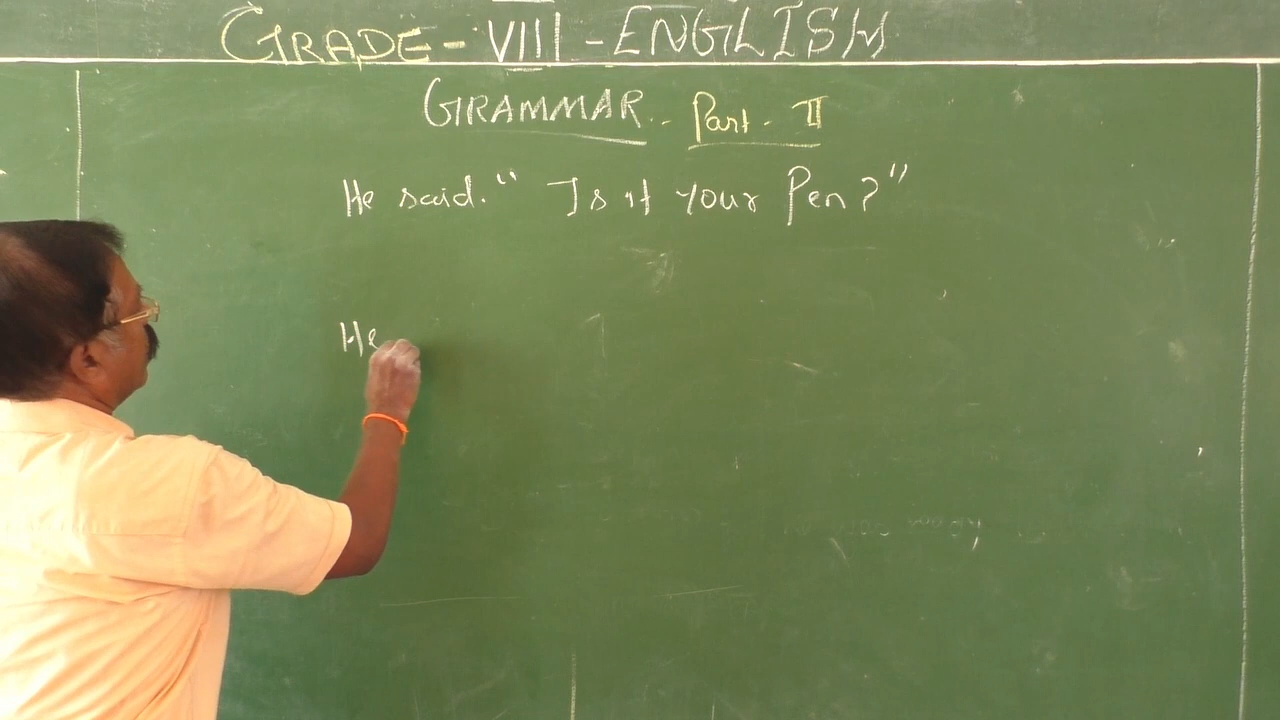 GRADE - VIII - ENGLISH
GRAMMAR.. Part - II
He said." Is it your Pen?"
He